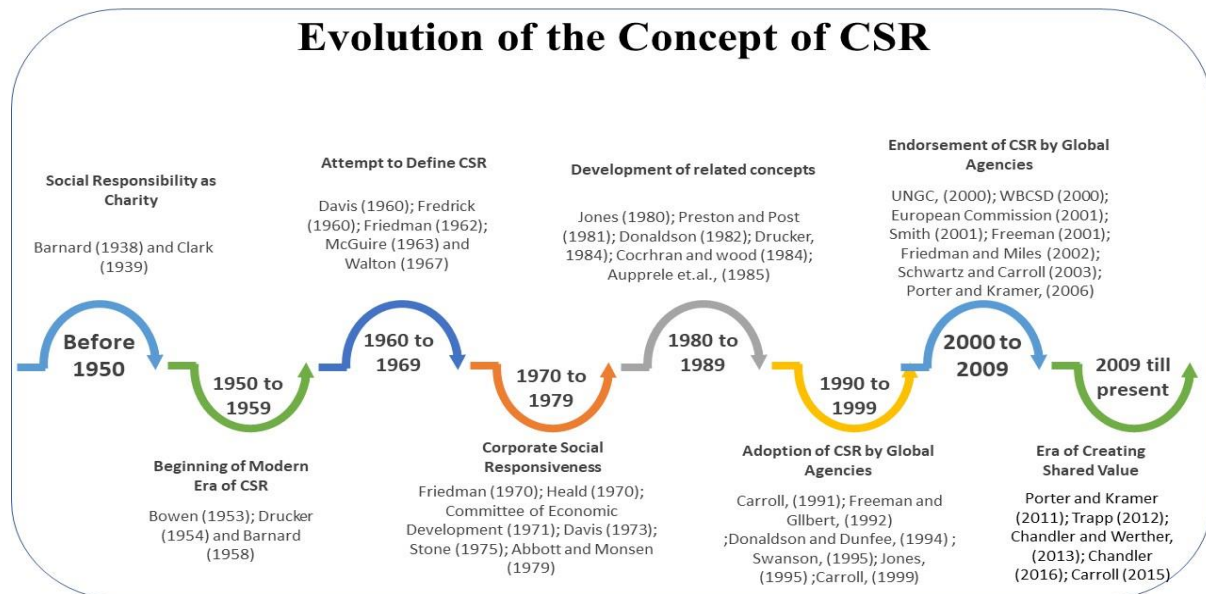 Evolution of the Concept of CSR
Social Responsibility as
Charity
Barnard (1938) and Clark
(1939)
Before
1950
1950 to
1959
Beginning of Modern
Era of CSR
Bowen (1953); Drucker
(1954) and Barnard
(1958)
Attempt to Define CSR
Davis (1960); Fredrick
(1960); Friedman (1962);
McGuire (1963) and
Walton (1967)
1960 to
1969
1970 to
1979
Corporate Social
Responsiveness
Friedman (1970); Heald (1970);
Committee of Economic
Development (1971); Davis (1973);
Stone (1975); Abbott and Monsen
(1979)
Development of related concepts
Jones (1980); Preston and Post
(1981); Donaldson (1982); Drucker,
1984); Cocrhran and wood (1984);
Aupprele et.al., (1985)
1980 to
1989
1990 to
1999
Adoption of CSR by Global
Agencies
Carroll, (1991); Freeman and
GIlbert, (1992)
;Donaldson and Dunfee, (1994) ;
Swanson, (1995); Jones,
(1995) ;Carroll, (1999)
Endorsement of CSR by Global
Agencies
UNGC, (2000); WBCSD (2000);
European Commission (2001);
Smith (2001); Freeman (2001);
Friedman and Miles (2002);
Schwartz and Carroll (2003);
Porter and Kramer, (2006)
2000 to
2009
2009 till
present
Era of Creating
Shared Value
Porter and Kramer
(2011); Trapp (2012);
Chandler and Werther,
(2013); Chandler
(2016); Carroll (2015)